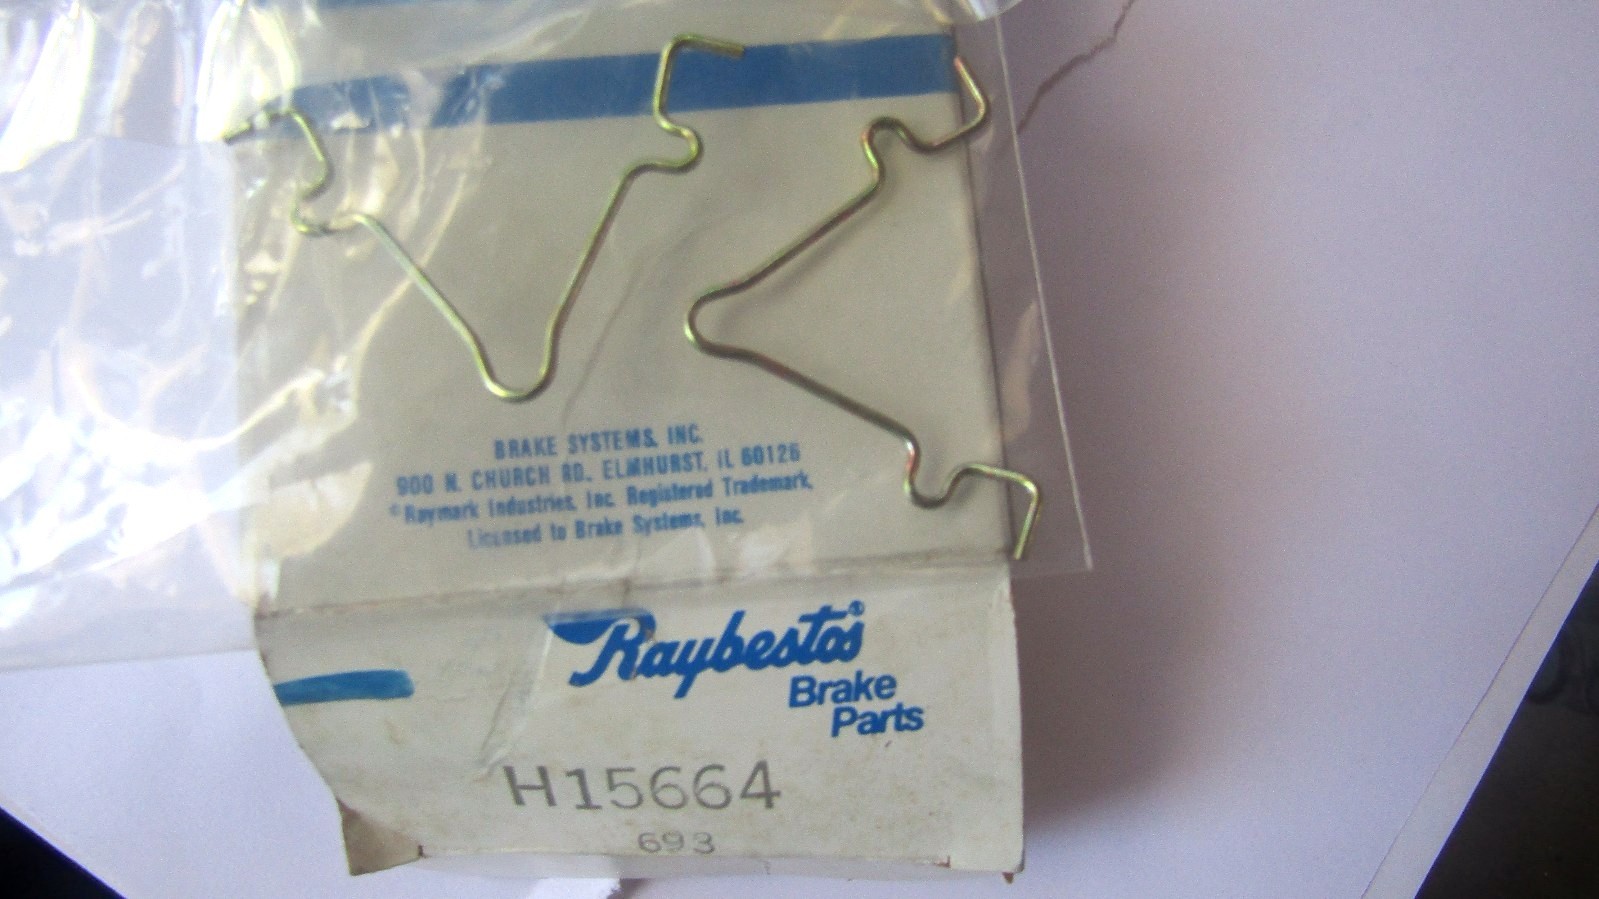 BRAKE SYSTEMS, INC.
900 N. CHURCH RD., ELMHURST, IL 60126
©Raymark Industries, Inc. Registered Trademark,
Licensed to Brake Systems, Inc.
Raybestos®
Brake
Parts
H15664
693